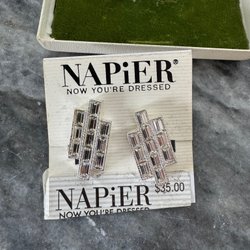 NAPiER®
NOW YOU'RE DRESSED
NAPiER
$35.00
NOW YOU'RE DRESSED